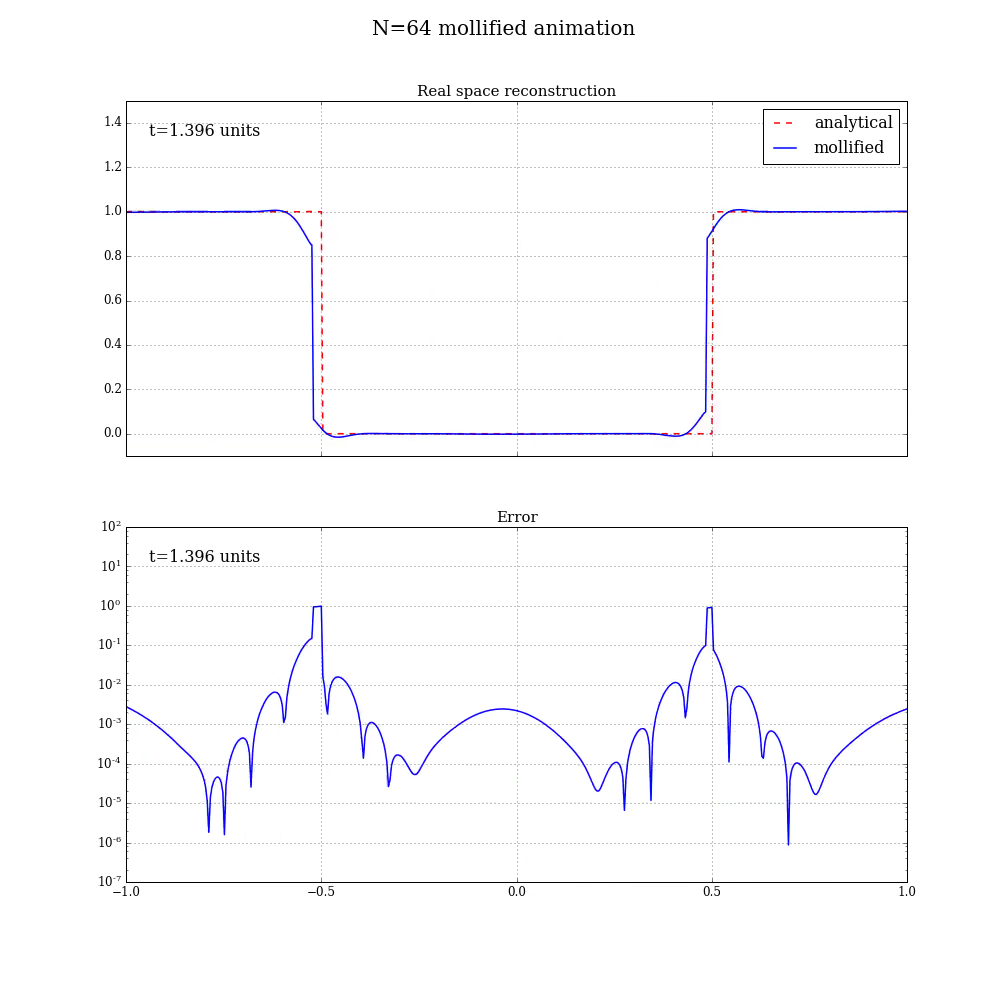 N=64 mollified animation
Real space reconstruction
t=1.396 units
analytical
mollified
1.4
1.2
1.0
0.8
0.6
0.4
0.2
0.0
Error
t=1.396 units
10²
10¹
10⁰
10⁻¹
10⁻²
10⁻³
10⁻⁴
10⁻⁵
10⁻⁶
10⁻⁷
−1.0 −0.5 0.0 0.5 1.0